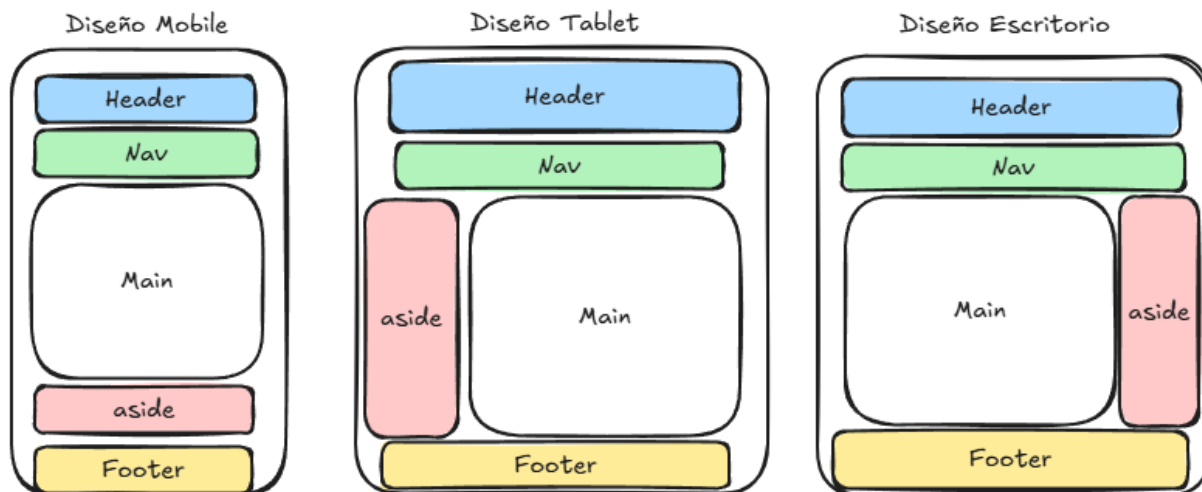 Diseño Mobile
Header
Nav
Main
aside
Footer
Diseño Tablet
Header
Nav
aside
Main
Footer
Diseño Escritorio
Header
Nav
Main
aside
Footer